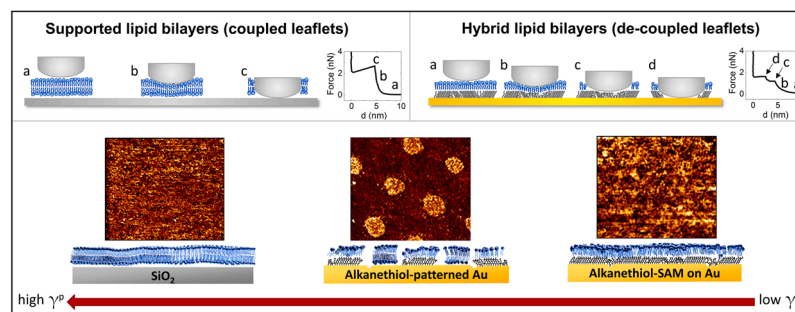 Supported lipid bilayers (coupled leaflets)
a
b
c
Force (nN)
4
2
0
c
b
a
0 5 10
d (nm)
Hybrid lipid bilayers (de-coupled leaflets)
a
b
c
d
Force (nN)
4
2
0
d
c
b
a
0 5
d (nm)
SiO₂
Alkanethiol-patterned Au
Alkanethiol-SAM on Au
high γᵖ
low γ